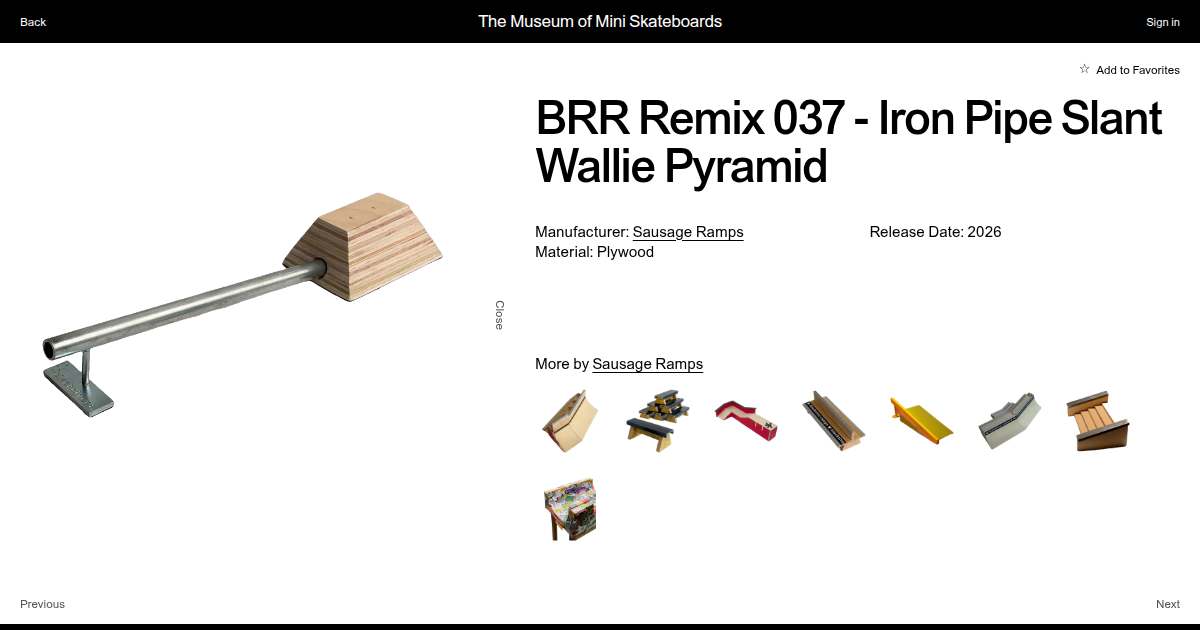 Back
The Museum of Mini Skateboards
Sign in
☆ Add to Favorites
BRR Remix 037 - Iron Pipe Slant
Wallie Pyramid
Manufacturer: Sausage Ramps
Release Date: 2026
Material: Plywood
Close
More by Sausage Ramps
Previous
Next